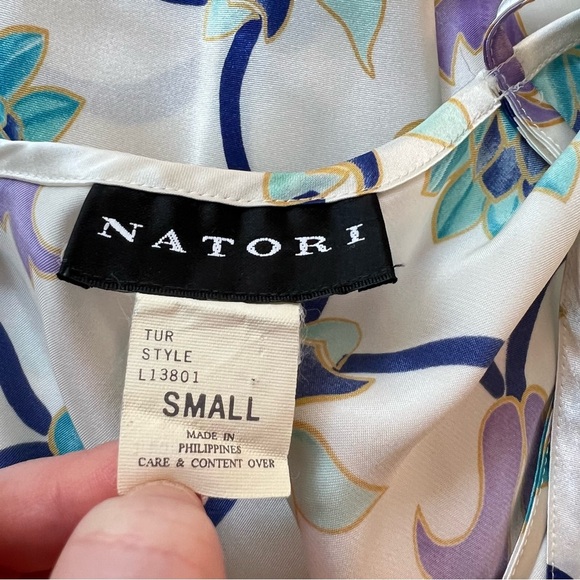 NATORI
TUR
STYLE
L13801
SMALL
MADE IN
PHILIPPINES
CARE & CONTENT OVER